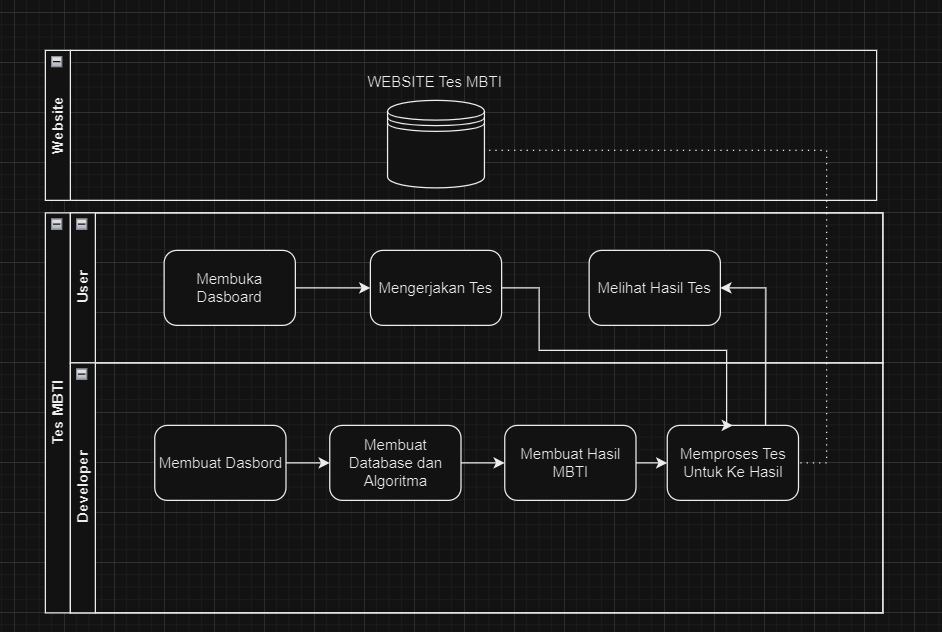 Website
WEBSITE Tes MBTI
Tes MBTI
User
Membuka
Dasboard
Mengerjakan Tes
Melihat Hasil Tes
Developer
Membuat Dasbord
Membuat
Database dan
Algoritma
Membuat Hasil
MBTI
Memproses Tes
Untuk Ke Hasil